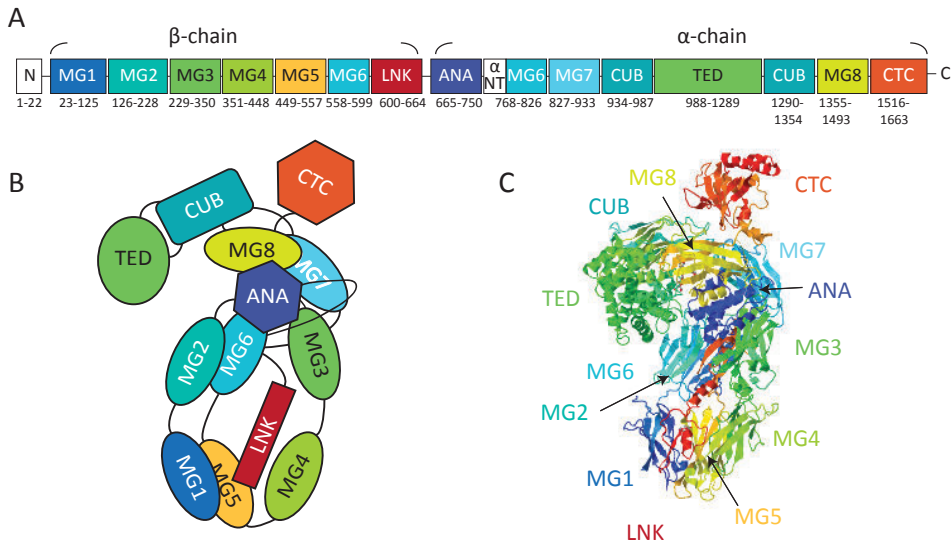 A
β-chain
α-chain
N MG1 MG2 MG3 MG4 MG5 MG6 LNK ANA α NT MG6 MG7 CUB TED CUB MG8 CTC C
1-22 23-125 126-228 229-350 351-448 449-557 558-599 600-664 665-750 768-826 827-933 934-987 988-1289 1290-1354 1355-1493 1516-1663
B
CTC
CUB
TED
MG8
ANA
MG2
MG6
MG3
LNK
MG1
MG5
MG4
C
MG8
CTC
CUB
MG7
TED
ANA
MG3
MG6
MG2
MG4
MG1
MG5
LNK